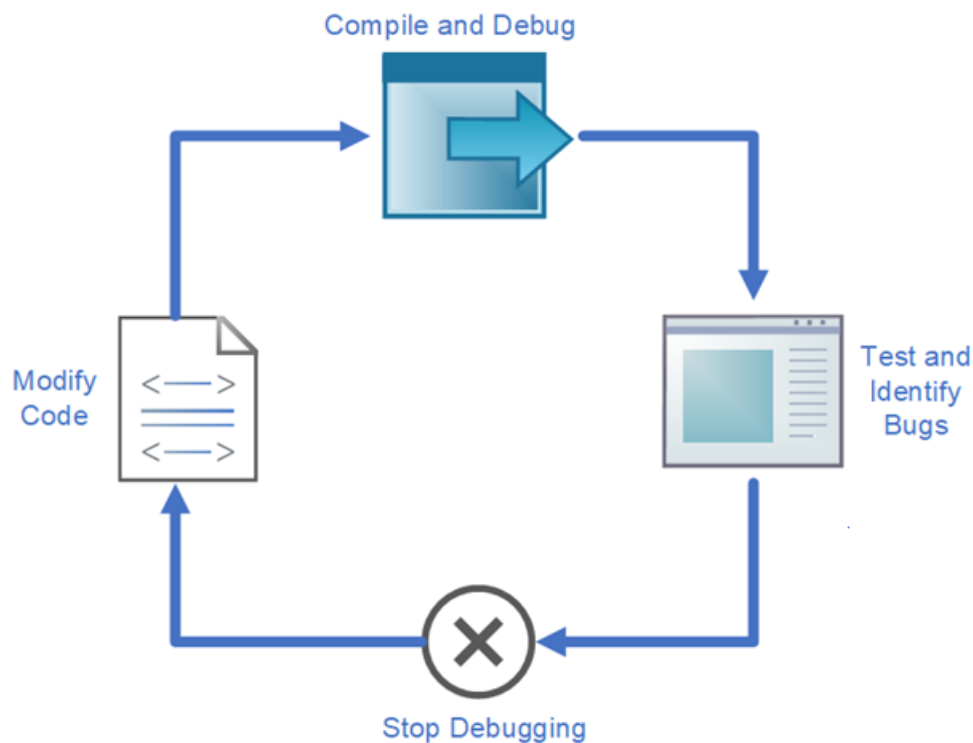 Compile and Debug
Modify
Code
Test and
Identify
Bugs
Stop Debugging